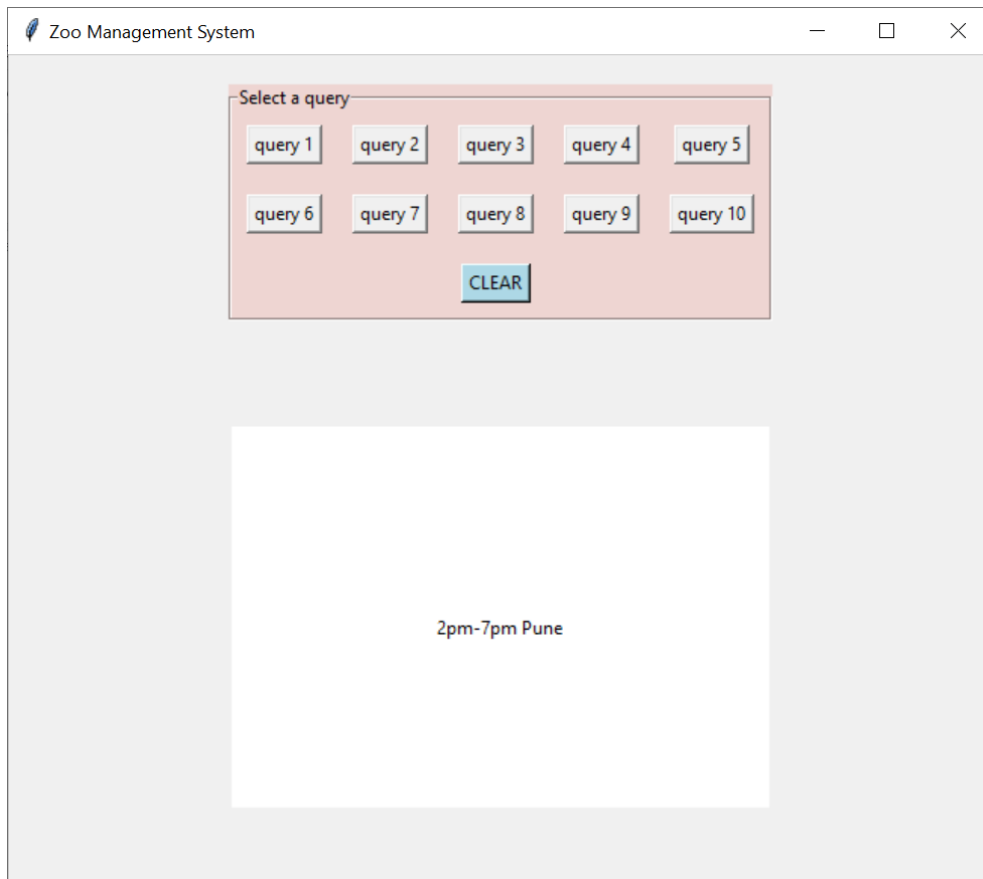 Zoo Management System
Select a query
query 1 query 2 query 3 query 4 query 5
query 6 query 7 query 8 query 9 query 10
CLEAR
2pm-7pm Pune